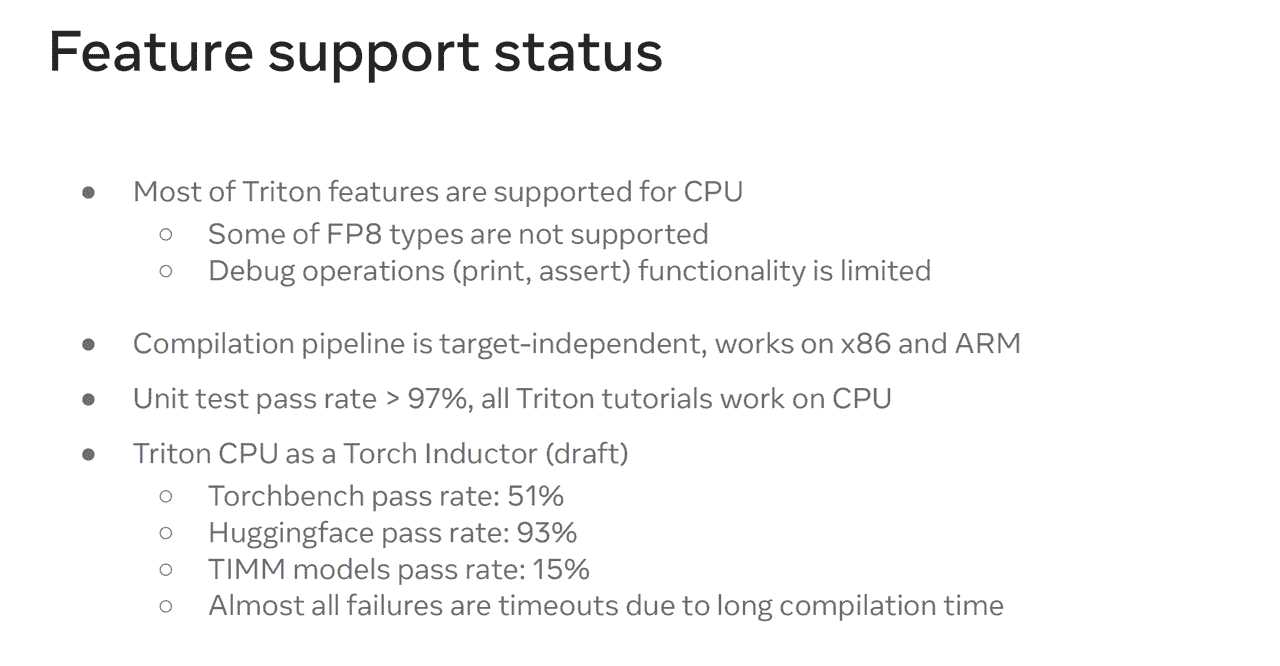 Feature support status
● Most of Triton features are supported for CPU
○ Some of FP8 types are not supported
○ Debug operations (print, assert) functionality is limited
● Compilation pipeline is target-independent, works on x86 and ARM
● Unit test pass rate > 97%, all Triton tutorials work on CPU
● Triton CPU as a Torch Inductor (draft)
○ Torchbench pass rate: 51%
○ Huggingface pass rate: 93%
○ TIMM models pass rate: 15%
○ Almost all failures are timeouts due to long compilation time